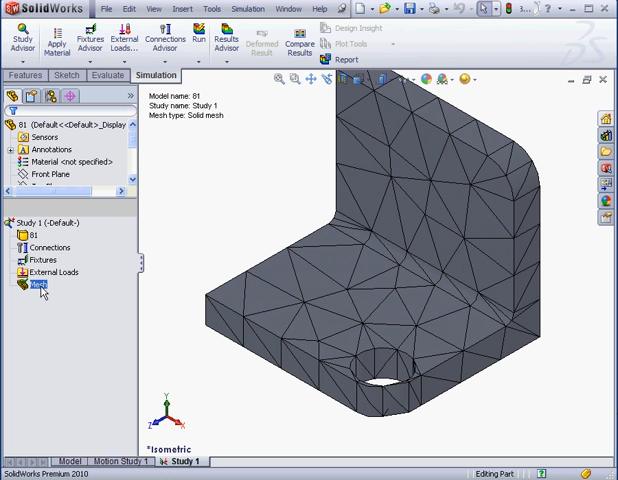 SolidWorks
File Edit View Insert Tools Simulation Window Help
3...
Study Advisor
Apply Material
Fixtures Advisor
External Loads...
Connections Advisor
Run
Results Advisor
Deformed Result
Compare Results
Design Insight
Plot Tools
Report
Features Sketch Evaluate Simulation
81 (Default<<Default>_Display
Sensors
Annotations
Material <not specified>
Front Plane
Study 1 (-Default-)
81
Connections
Fixtures
External Loads
Mesh
Model name: 81
Study name: Study 1
Mesh type: Solid mesh
Y
Z
X
*Isometric
Model Motion Study 1 Study 1
SolidWorks Premium 2010
Editing Part